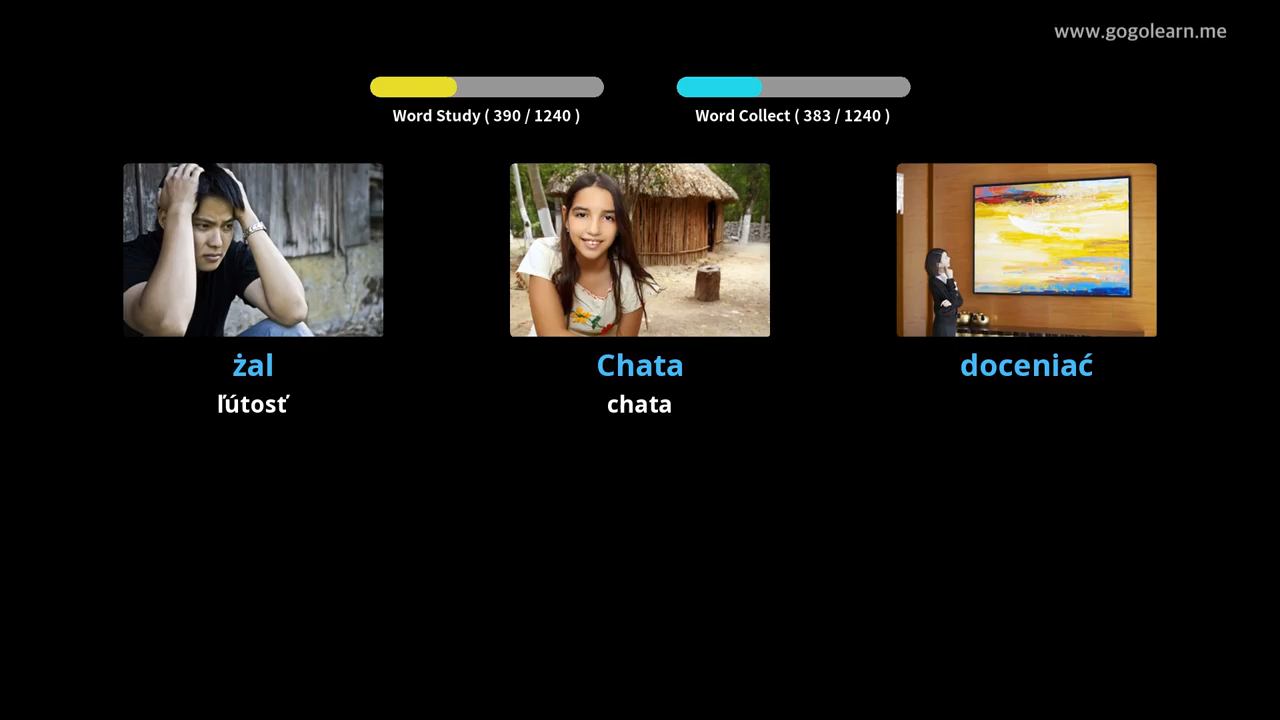 www.gogolearn.me
Word Study ( 390 / 1240 )
Word Collect ( 383 / 1240 )
żal
Chata
doceniać
ľútosť
chata